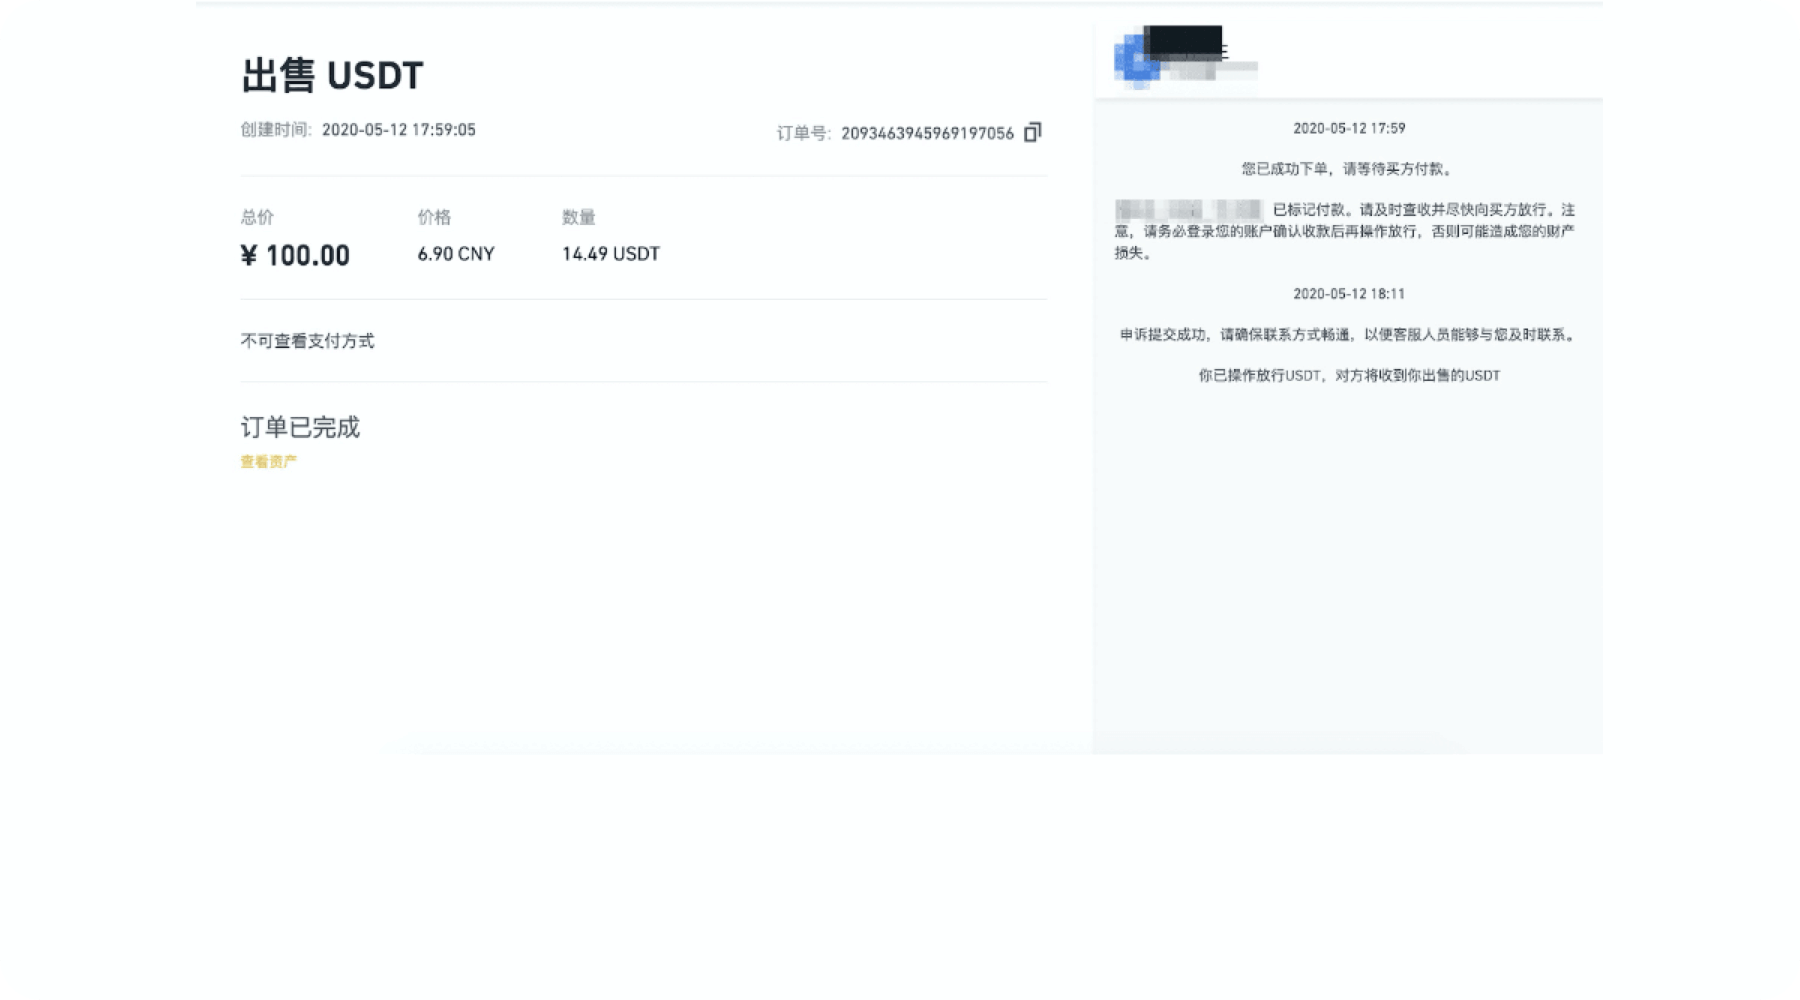 出售 USDT
创建时间: 2020-05-12 17:59:05
订单号: 2093463945969197056
总价
价格
数量
¥ 100.00
6.90 CNY
14.49 USDT
不可查看支付方式
订单已完成
查看资产
2020-05-12 17:59
您已成功下单，请等待买方付款。
已标记付款。请及时查收并尽快向买方放行。注
意，请务必登录您的账户确认收款后再操作放行，否则可能造成您的财产
损失。
2020-05-12 18:11
申诉提交成功，请确保联系方式畅通，以便客服人员能够与您及时联系。
你已操作放行USDT，对方将收到你出售的USDT